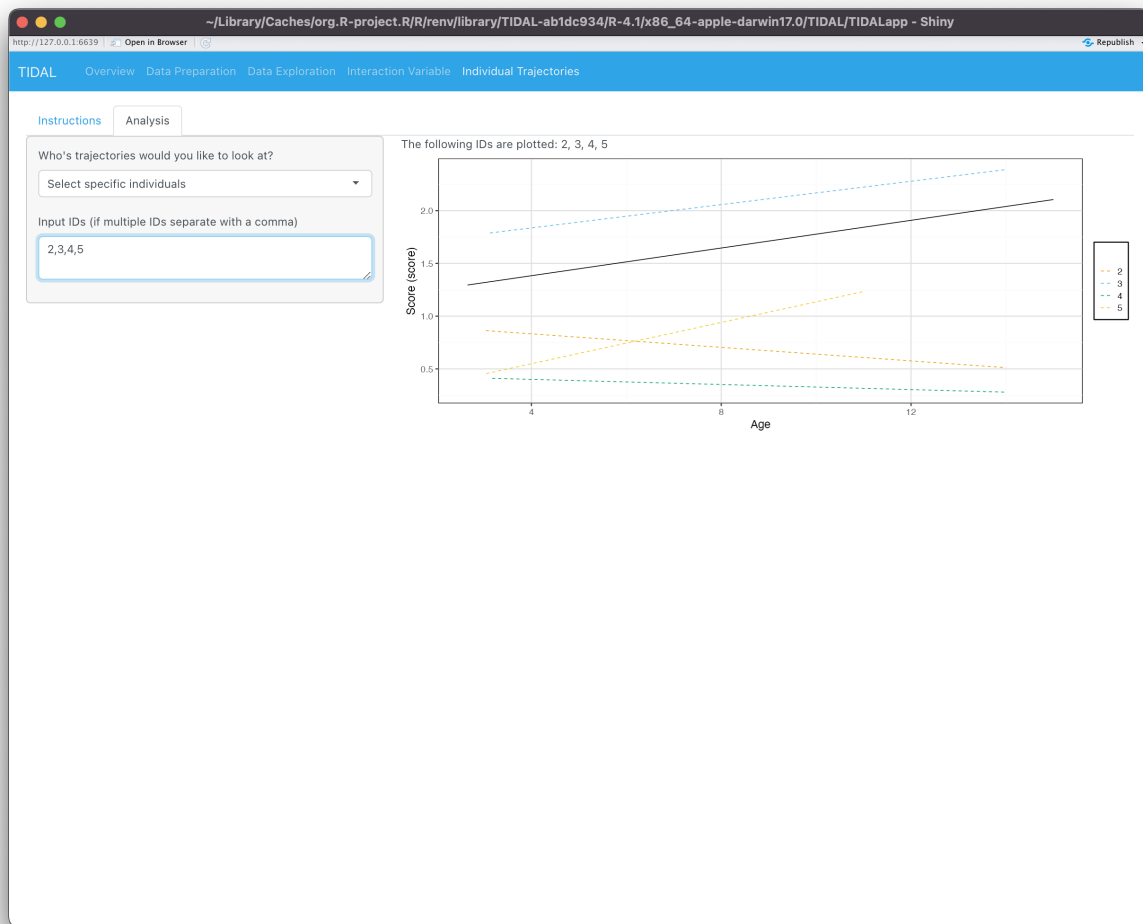 ~/Library/Caches/org.R-project.R/R/renv/library/TIDAL-ab1dc934/R-4.1/x86_64-apple-darwin17.0/TIDAL/TIDALapp - Shiny
http://127.0.0.1:6639 Open in Browser Republish
TIDAL Overview Data Preparation Data Exploration Interaction Variable Individual Trajectories
Instructions Analysis
Who's trajectories would you like to look at?
Select specific individuals
Input IDs (if multiple IDs separate with a comma)
2,3,4,5
The following IDs are plotted: 2, 3, 4, 5
Score (score)
2.0
1.5
1.0
0.5
4 8 12
Age
2
3
4
5